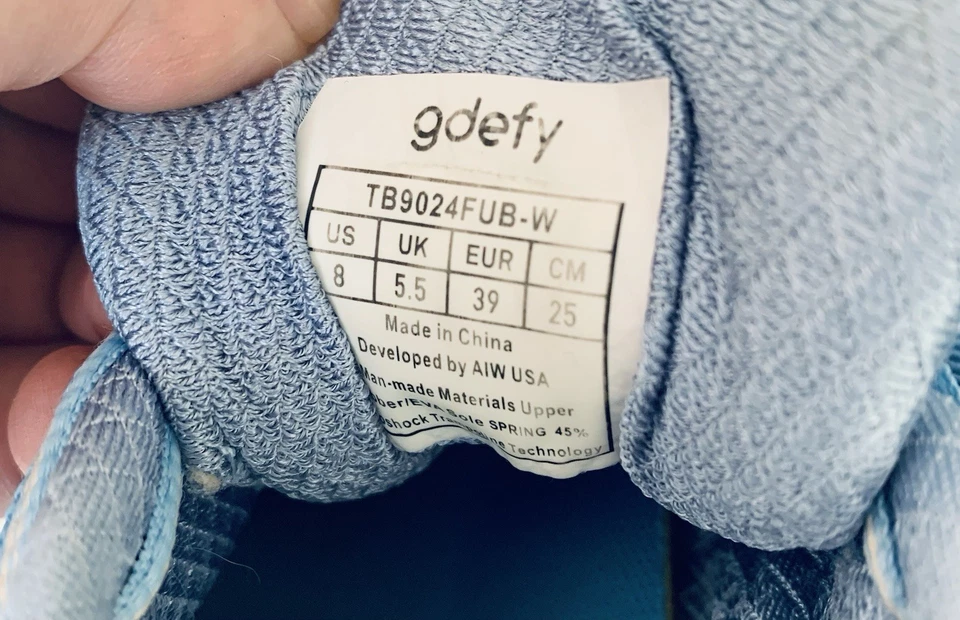 gdefy
TB9024FUB-W
US UK EUR CM
8 5.5 39 25
Made in China
Developed by AIW USA
Man-made Materials Upper
Sole SPRING 45%
Technology